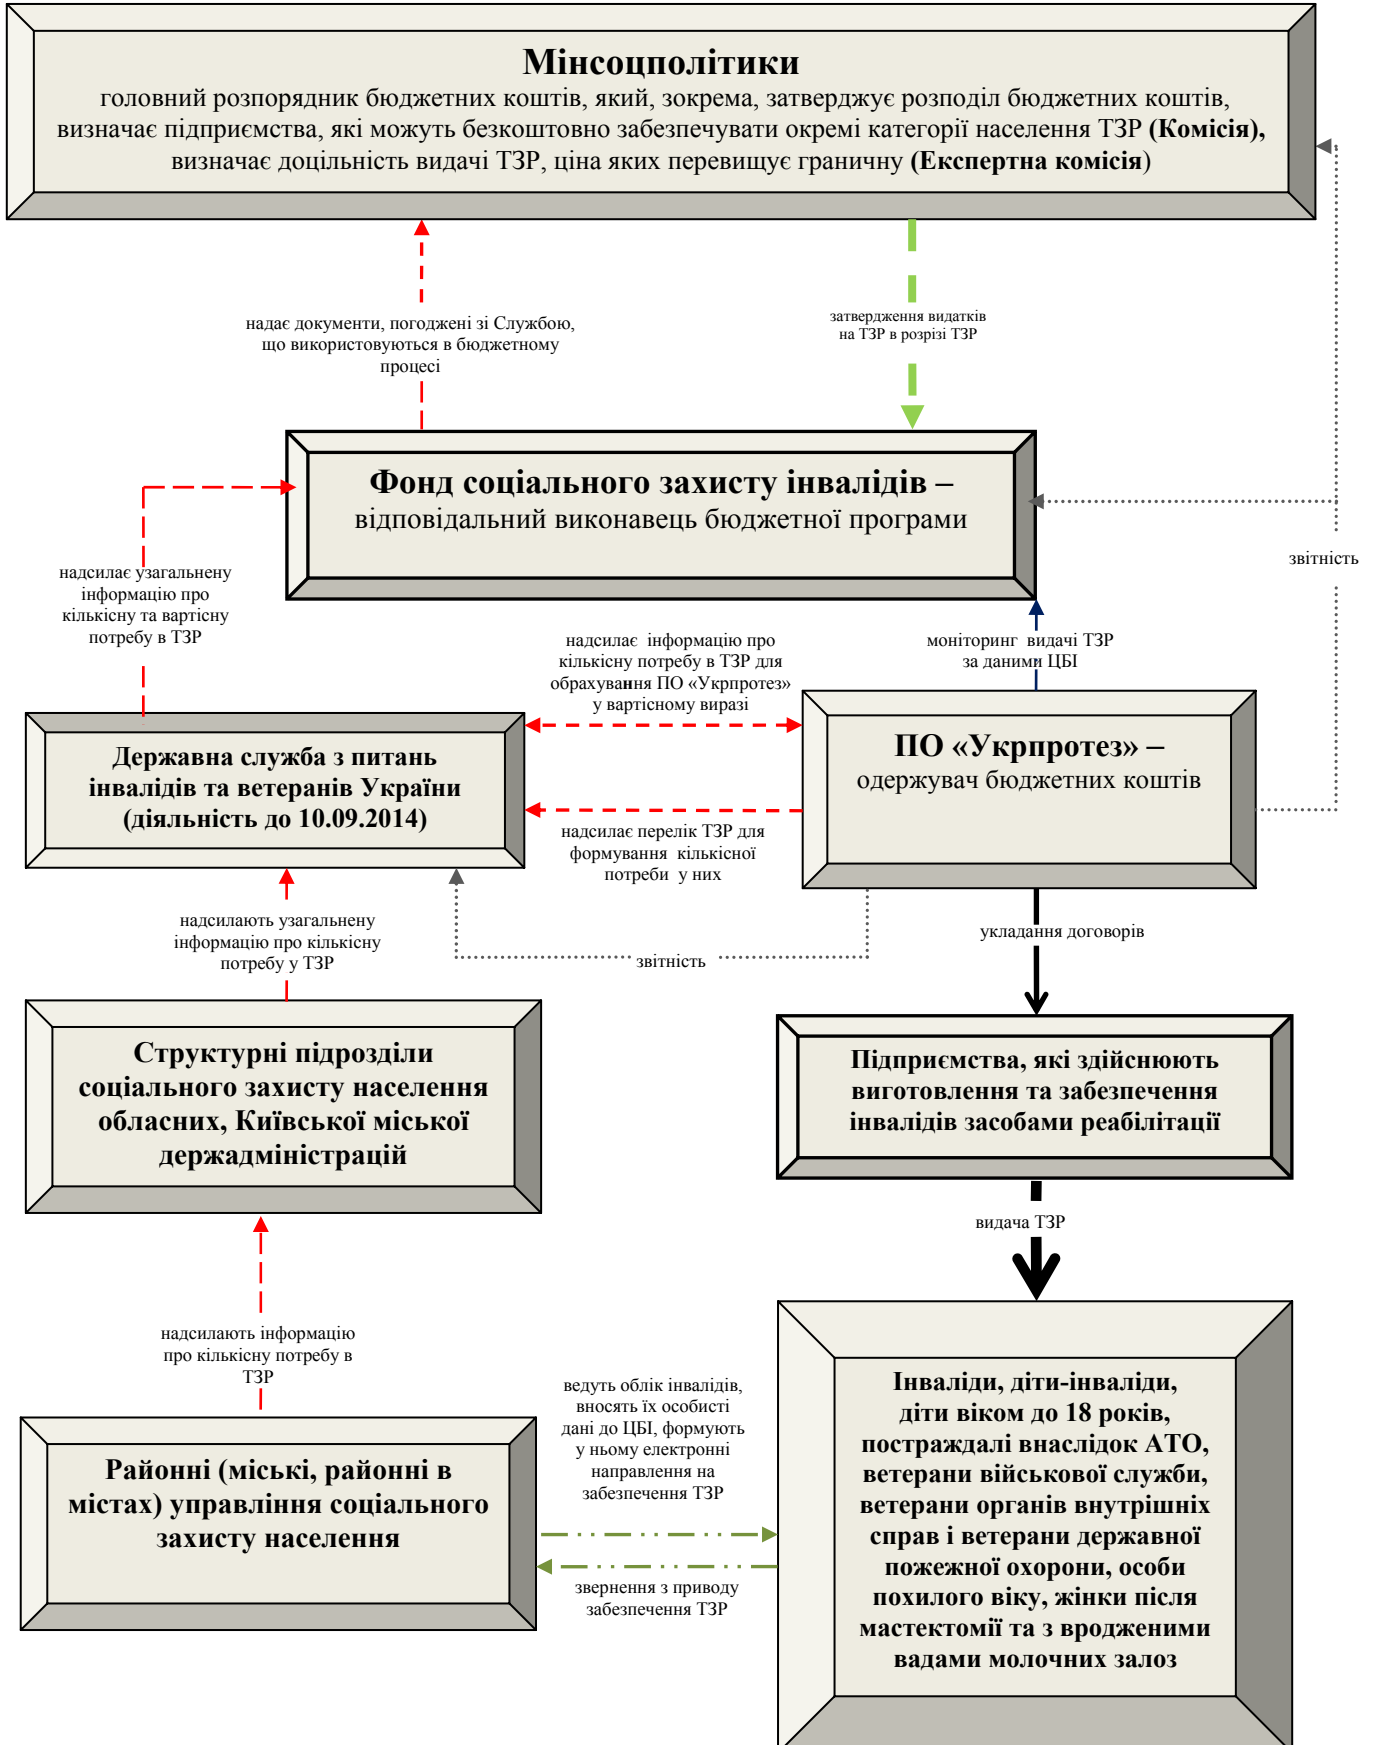 Мінсоцполітики
головний розпорядник бюджетних коштів, який, зокрема, затверджує розподіл бюджетних коштів,
визначає підприємства, які можуть безкоштовно забезпечувати окремі категорії населення ТЗР (Комісія),
визначає доцільність видачі ТЗР, ціна яких перевищує граничну (Експертна комісія)
надає документи, погоджені зі Службою,
що використовуються в бюджетному
процесі
затвердження видатків
на ТЗР в розрізі ТЗР
Фонд соціального захисту інвалідів –
відповідальний виконавець бюджетної програми
звітність
надсилає узагальнену
інформацію про
кількісну та вартісну
потребу в ТЗР
надсилає інформацію про
кількісну потребу в ТЗР для
обрахування ПО «Укрпротез»
у вартісному виразі
моніторинг видачі ТЗР
за даними ЦБІ
Державна служба з питань
інвалідів та ветеранів України
(діяльність до 10.09.2014)
ПО «Укрпротез» –
одержувач бюджетних коштів
надсилає перелік ТЗР для
формування кількісної
потреби у них
надсилають узагальнену
інформацію про кількісну
потребу у ТЗР
звітність
укладання договорів
Структурні підрозділи
соціального захисту населення
обласних, Київської міської
держадміністрацій
Підприємства, які здійснюють
виготовлення та забезпечення
інвалідів засобами реабілітації
видача ТЗР
надсилають інформацію
про кількісну потребу в
ТЗР
ведуть облік інвалідів,
вносять їх особисті
дані до ЦБІ, формують
у ньому електронні
направлення на
забезпечення ТЗР
Районні (міські, районні в
містах) управління соціального
захисту населення
звернення з приводу
забезпечення ТЗР
Інваліди, діти-інваліди,
діти віком до 18 років,
постраждалі внаслідок АТО,
ветерани військової служби,
ветерани органів внутрішніх
справ і ветерани державної
пожежної охорони, особи
похилого віку, жінки після
мастектомії та з вродженими
вадами молочних залоз